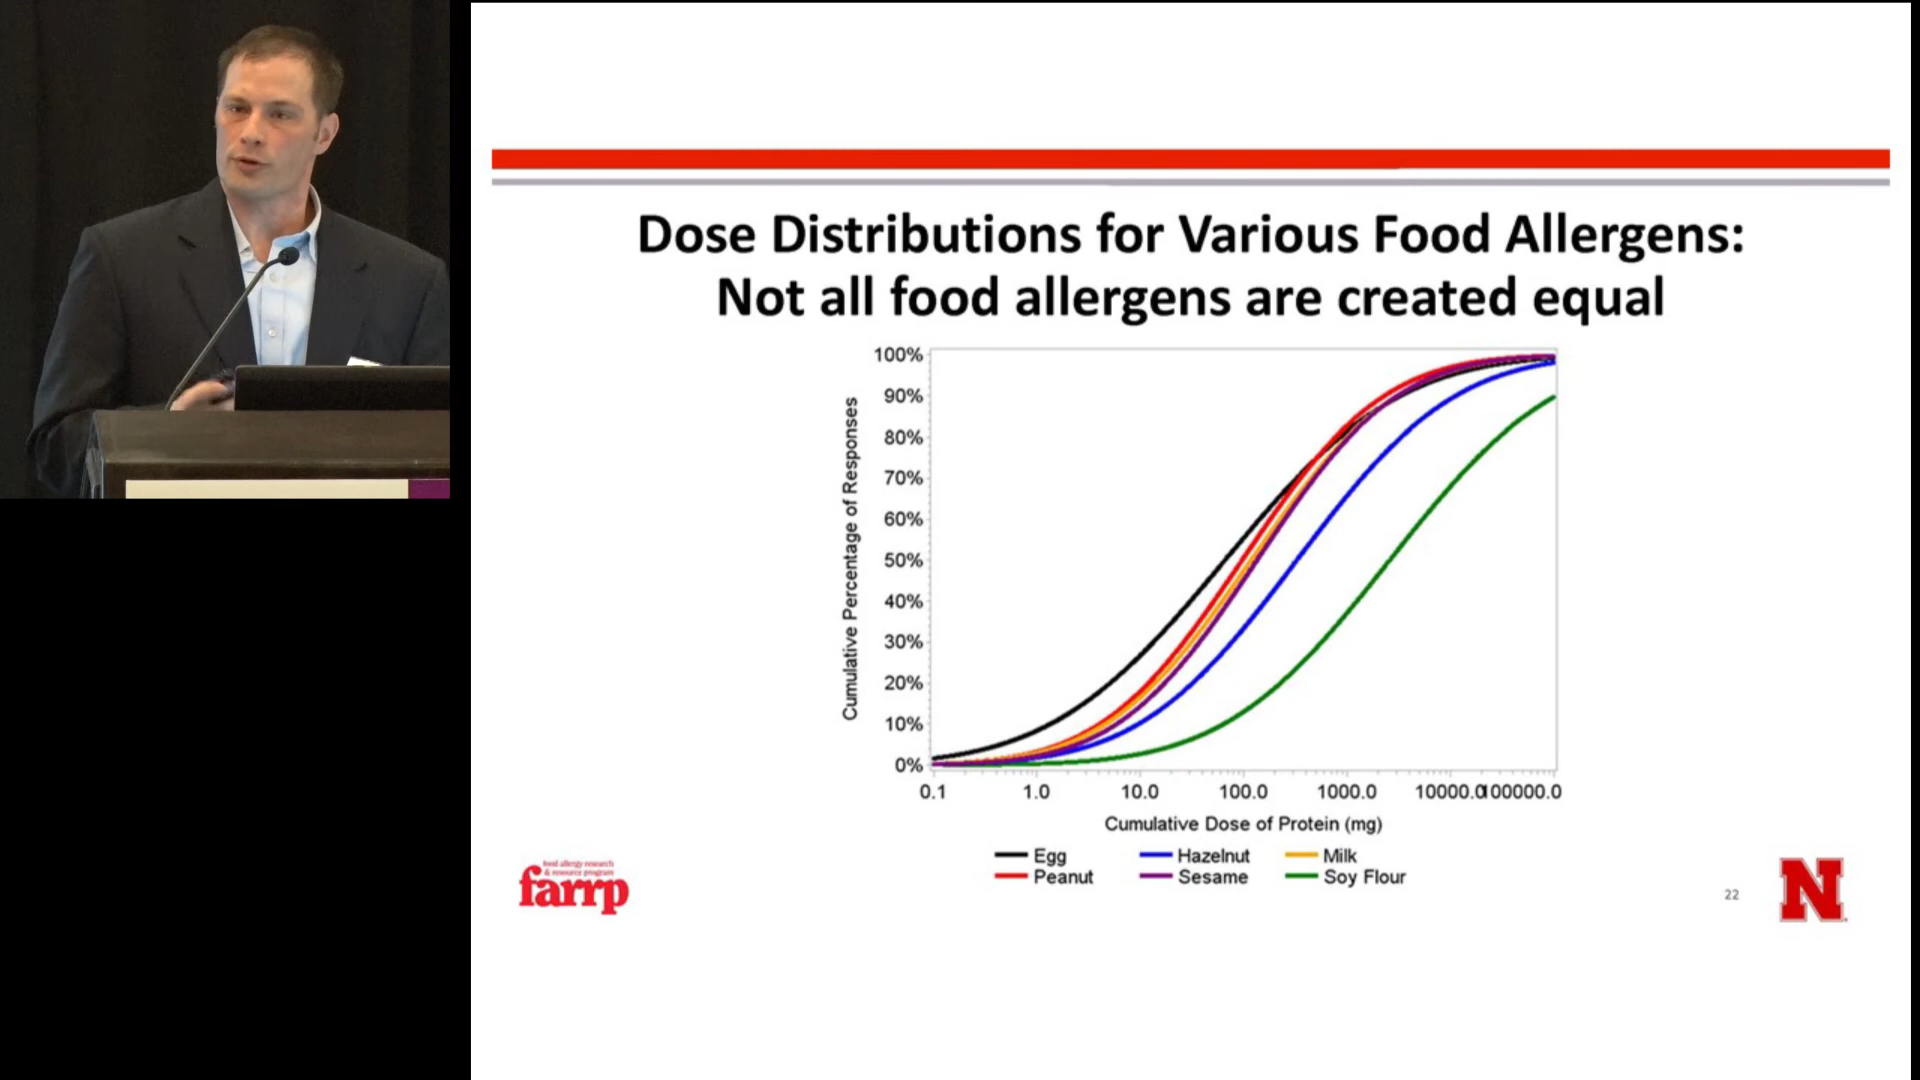 Dose Distributions for Various Food Allergens:
Not all food allergens are created equal
Cumulative Percentage of Responses
100%
90%
80%
70%
60%
50%
40%
30%
20%
10%
0%
0.1 1.0 10.0 100.0 1000.0 10000.0 100000.0
Cumulative Dose of Protein (mg)
Egg Hazelnut Milk
Peanut Sesame Soy Flour
food allergy research
& resource program
farrp
22
N